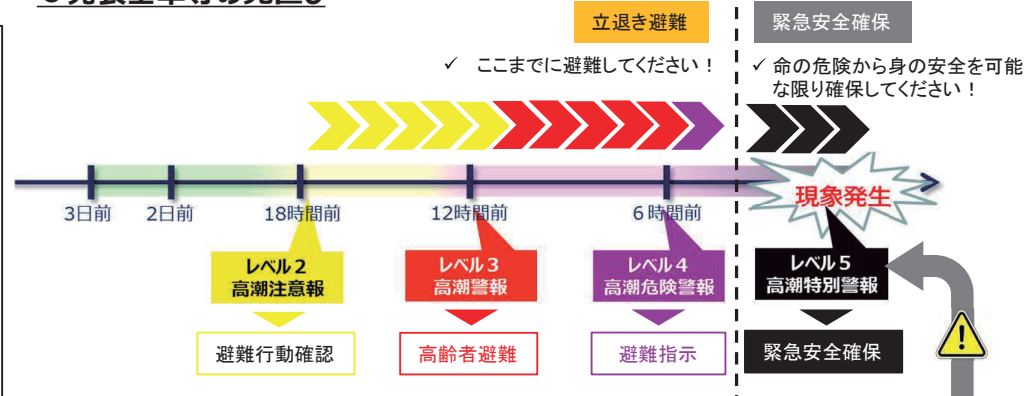 立退き避難
緊急安全確保
✓ ここまでに避難してください！
✓ 命の危険から身の安全を可能
な限り確保してください！
現象発生
3日前
2日前
18時間前
12時間前
6時間前
レベル2
高潮注意報
レベル3
高潮警報
レベル4
高潮危険警報
レベル5
高潮特別警報
避難行動確認
高齢者避難
避難指示
緊急安全確保